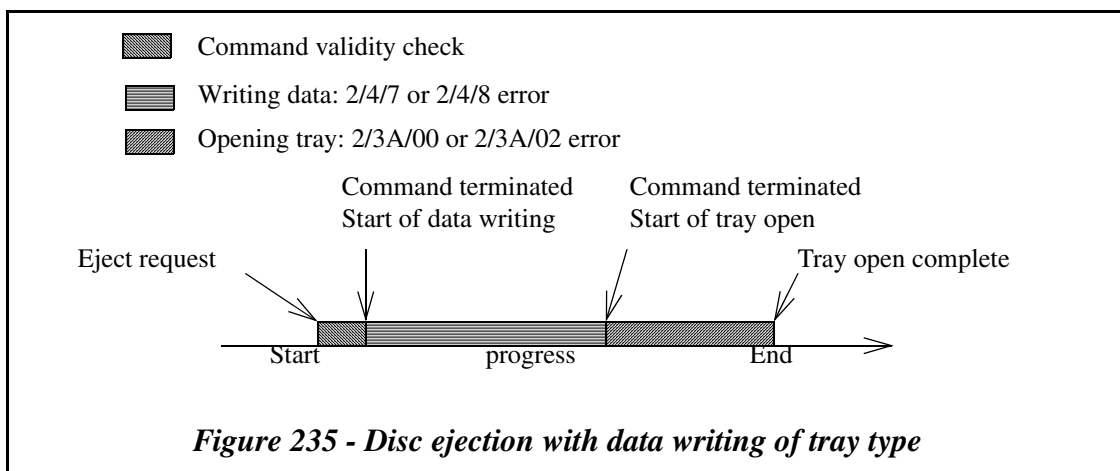 Command validity check
Writing data: 2/4/7 or 2/4/8 error
Opening tray: 2/3A/00 or 2/3A/02 error
Command terminated
Start of data writing
Command terminated
Start of tray open
Eject request
Tray open complete
Start
progress
End
Figure 235 - Disc ejection with data writing of tray type